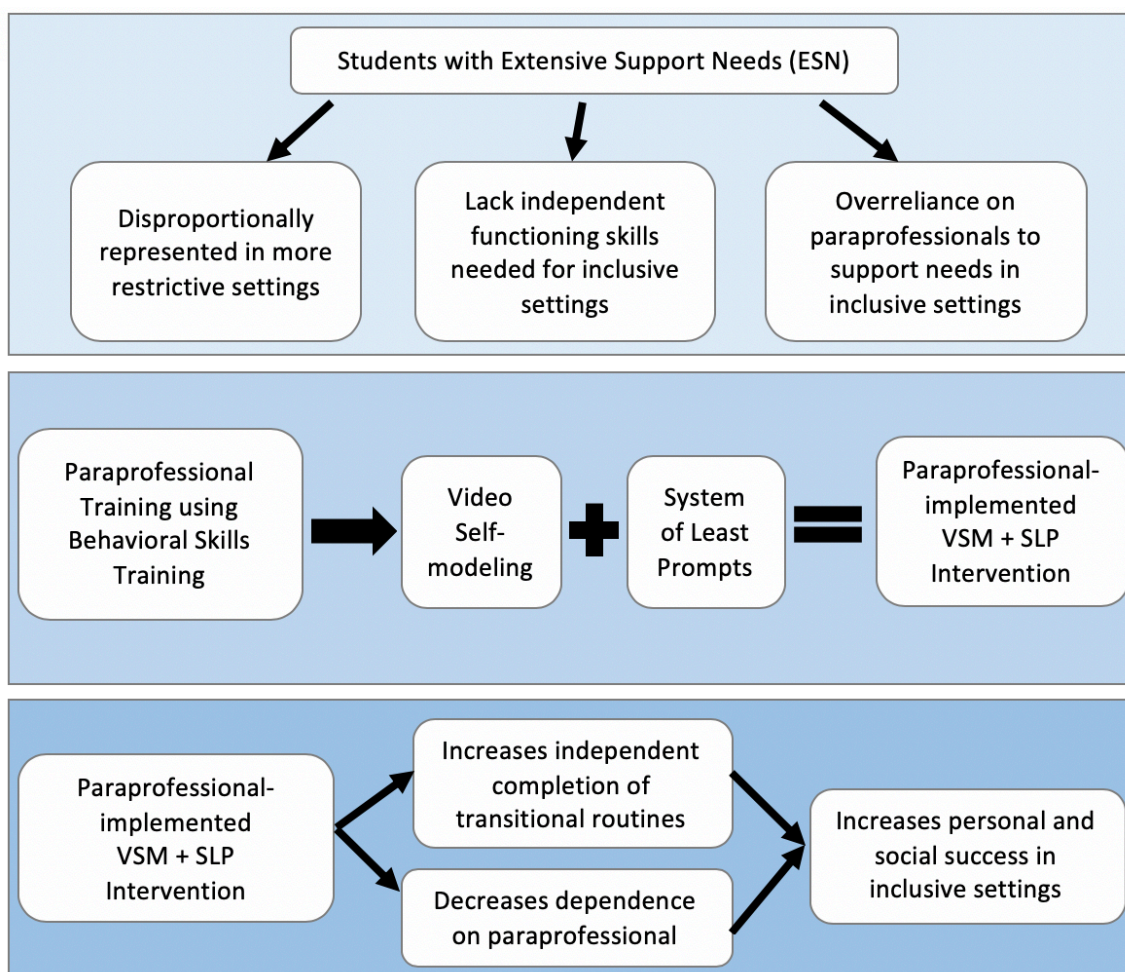 Students with Extensive Support Needs (ESN)
Disproportionally
represented in more
restrictive settings
Lack independent
functioning skills
needed for inclusive
settings
Overreliance on
paraprofessionals to
support needs in
inclusive settings
Paraprofessional
Training using
Behavioral Skills
Training
Video
Self-
modeling
System
of Least
Prompts
Paraprofessional-
implemented
VSM + SLP
Intervention
Paraprofessional-
implemented
VSM + SLP
Intervention
Increases independent
completion of
transitional routines
Decreases dependence
on paraprofessional
Increases personal and
social success in
inclusive settings